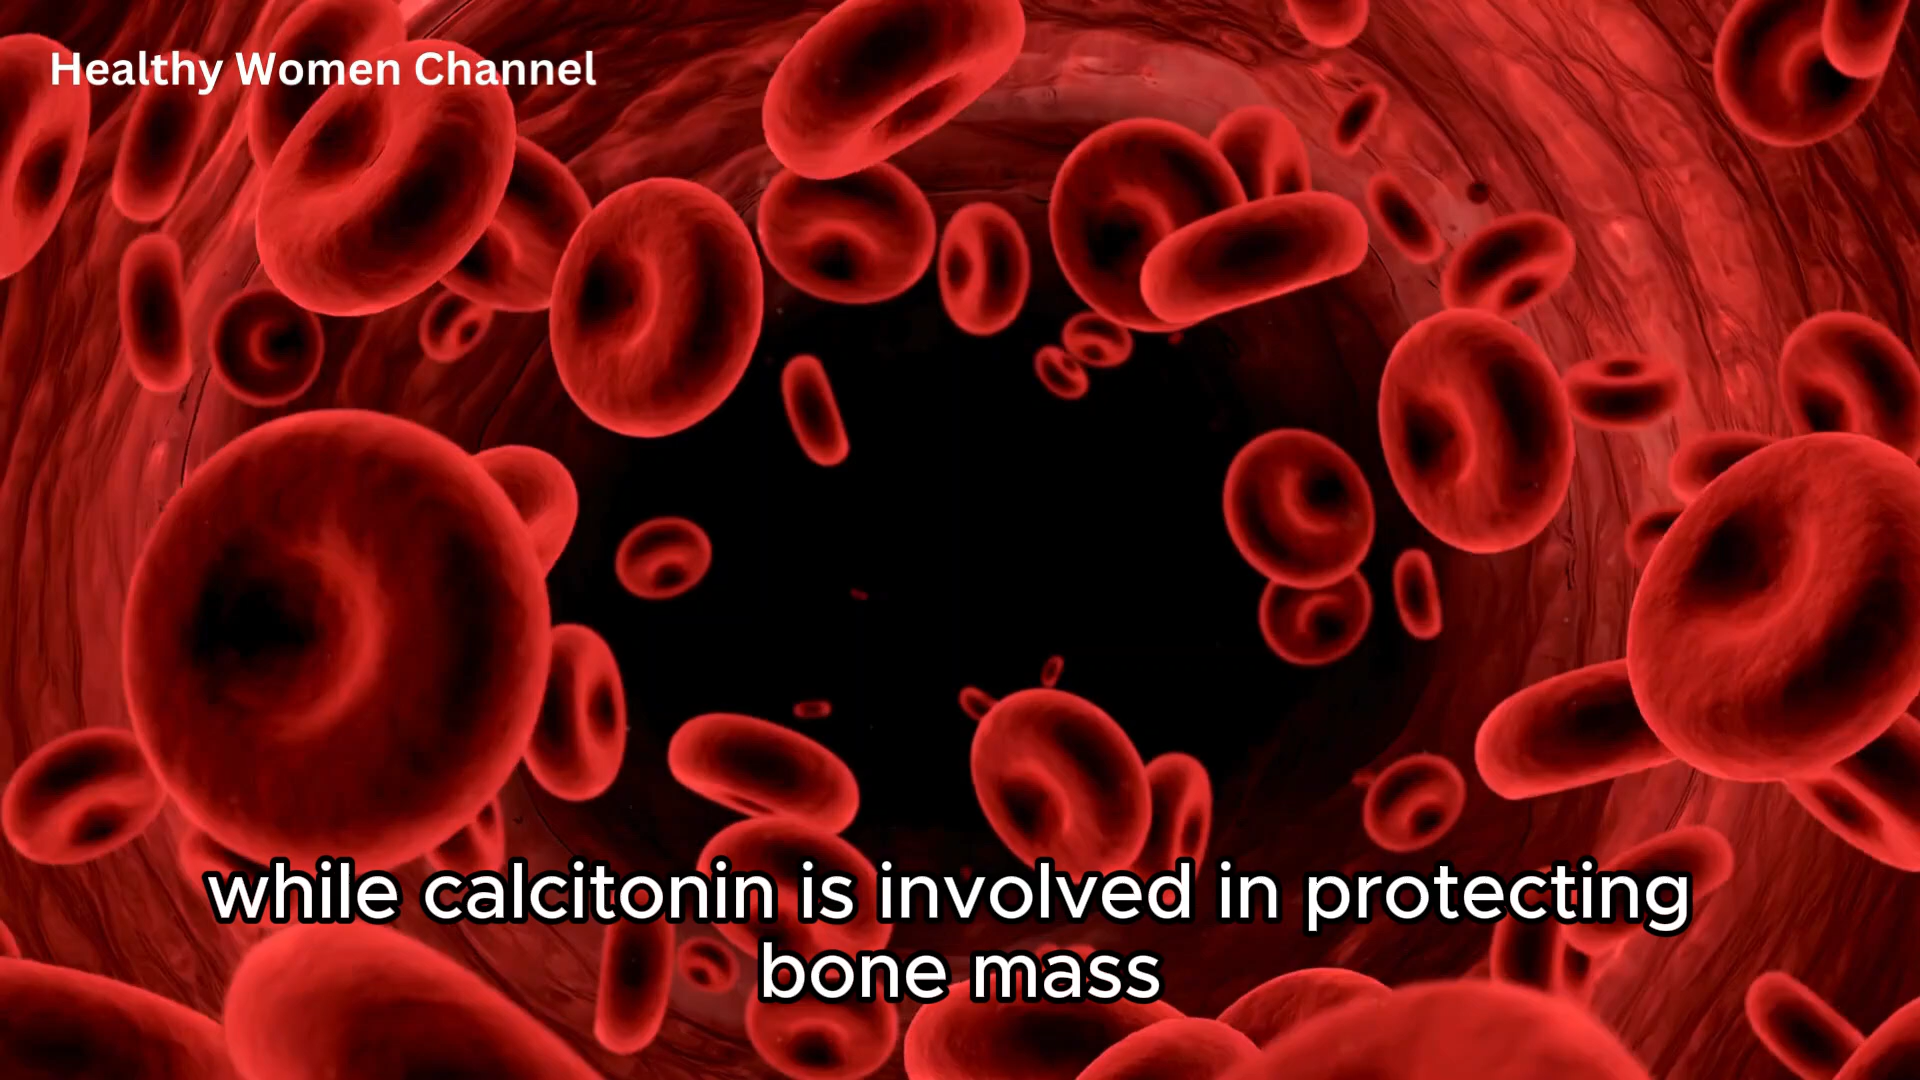 Healthy Women Channel
while calcitonin is involved in protecting
bone mass